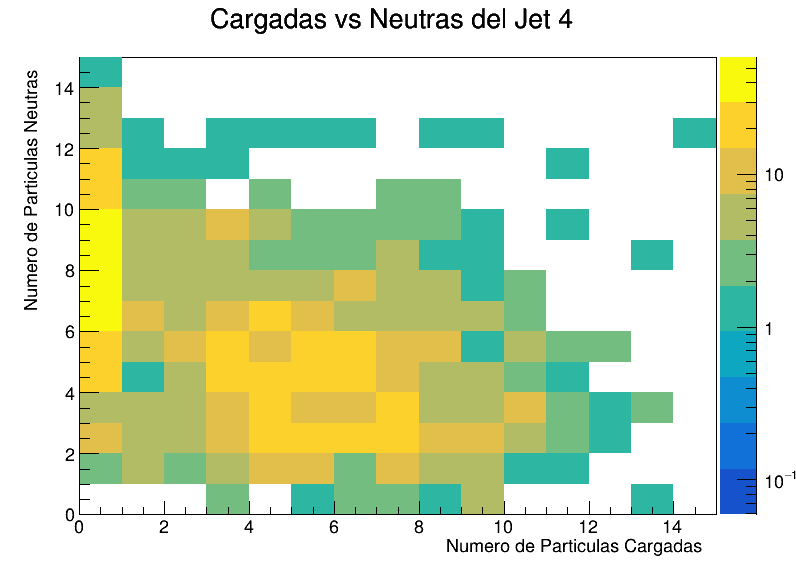 Cargadas vs Neutras del Jet 4
Numero de Particulas Neutras
14
12
10
8
6
4
2
0
0 2 4 6 8 10 12 14
Numero de Particulas Cargadas
10
1
10⁻¹